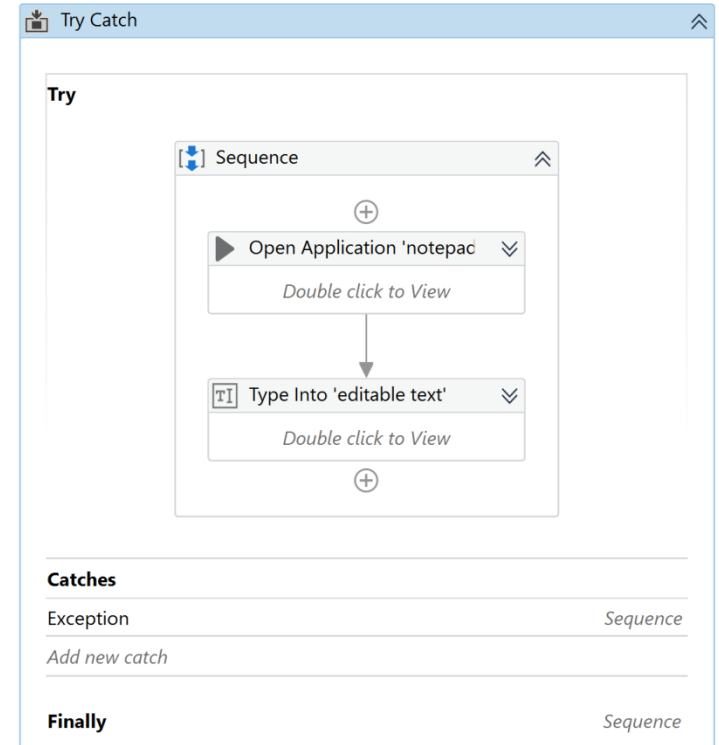 Try Catch
Try
Sequence
Open Application 'notepad
Double click to View
TI Type Into 'editable text'
Double click to View
Catches
Exception Sequence
Add new catch
Finally Sequence